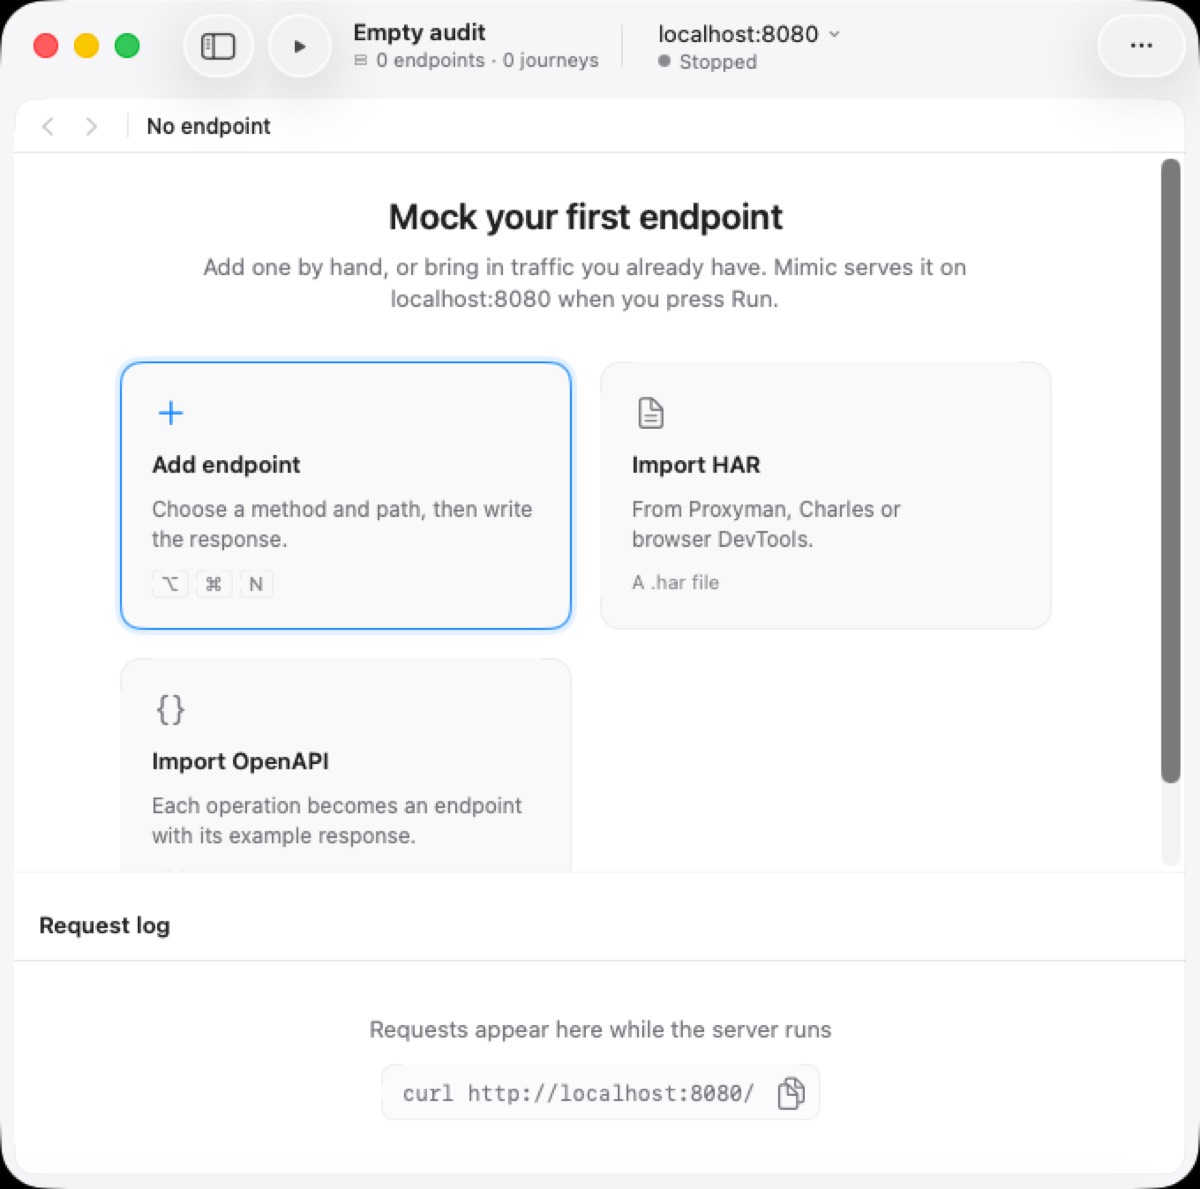 Empty audit
0 endpoints · 0 journeys
localhost:8080
Stopped
No endpoint
Mock your first endpoint
Add one by hand, or bring in traffic you already have. Mimic serves it on
localhost:8080 when you press Run.
Add endpoint
Choose a method and path, then write
the response.
⌥ ⌘ N
Import HAR
From Proxyman, Charles or
browser DevTools.
A .har file
{}
Import OpenAPI
Each operation becomes an endpoint
with its example response.
Request log
Requests appear here while the server runs
curl http://localhost:8080/